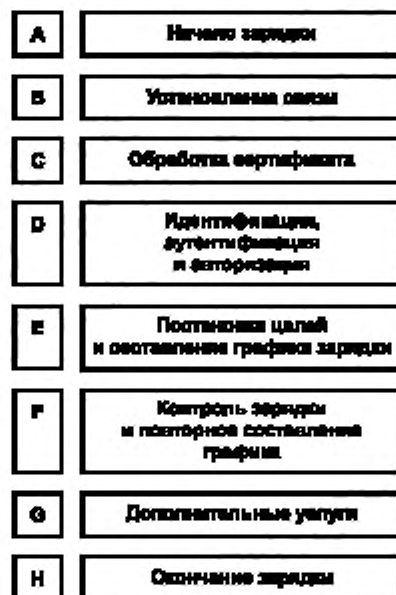 A
Начало зарядки
B
Установление связи
C
Обработка сертификата
D
Идентификация,
аутентификация
и авторизация
E
Постановка целей
и составление графика зарядки
F
Контроль зарядки
и повторное составление
графика
G
Дополнительные услуги
H
Окончание зарядки